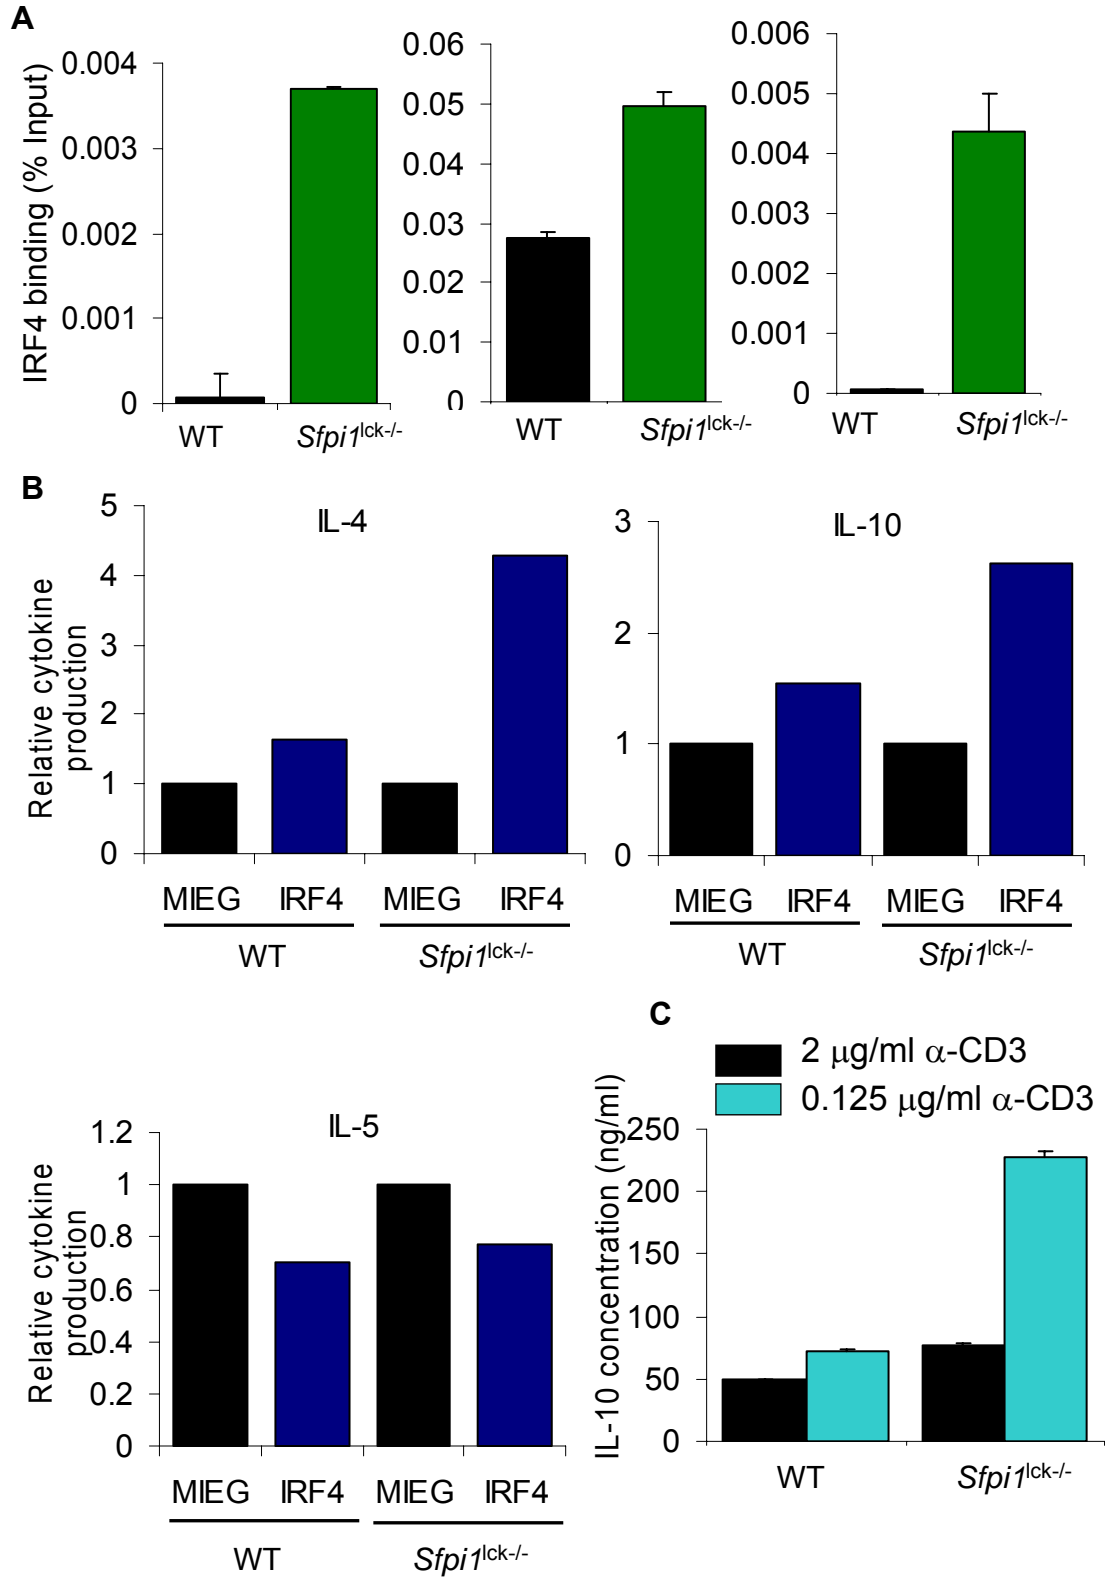 A
IRF4 binding (% Input)
0.004
0.003
0.002
0.001
0
WT
Sfpi1lck-/-
0.06
0.05
0.04
0.03
0.02
0.01
0
WT
Sfpi1lck-/-
0.006
0.005
0.004
0.003
0.002
0.001
0
WT
Sfpi1lck-/-
B
Relative cytokine
production
IL-4
5
4
3
2
1
0
MIEG IRF4 MIEG IRF4
WT Sfpi1lck-/-
IL-10
3
2
1
0
MIEG IRF4 MIEG IRF4
WT Sfpi1lck-/-
Relative cytokine
production
IL-5
1.2
1
0.8
0.6
0.4
0.2
0
MIEG IRF4 MIEG IRF4
WT Sfpi1lck-/-
C
2 μg/ml α-CD3
0.125 μg/ml α-CD3
IL-10 concentration (ng/ml)
250
200
150
100
50
0
WT Sfpi1lck-/-